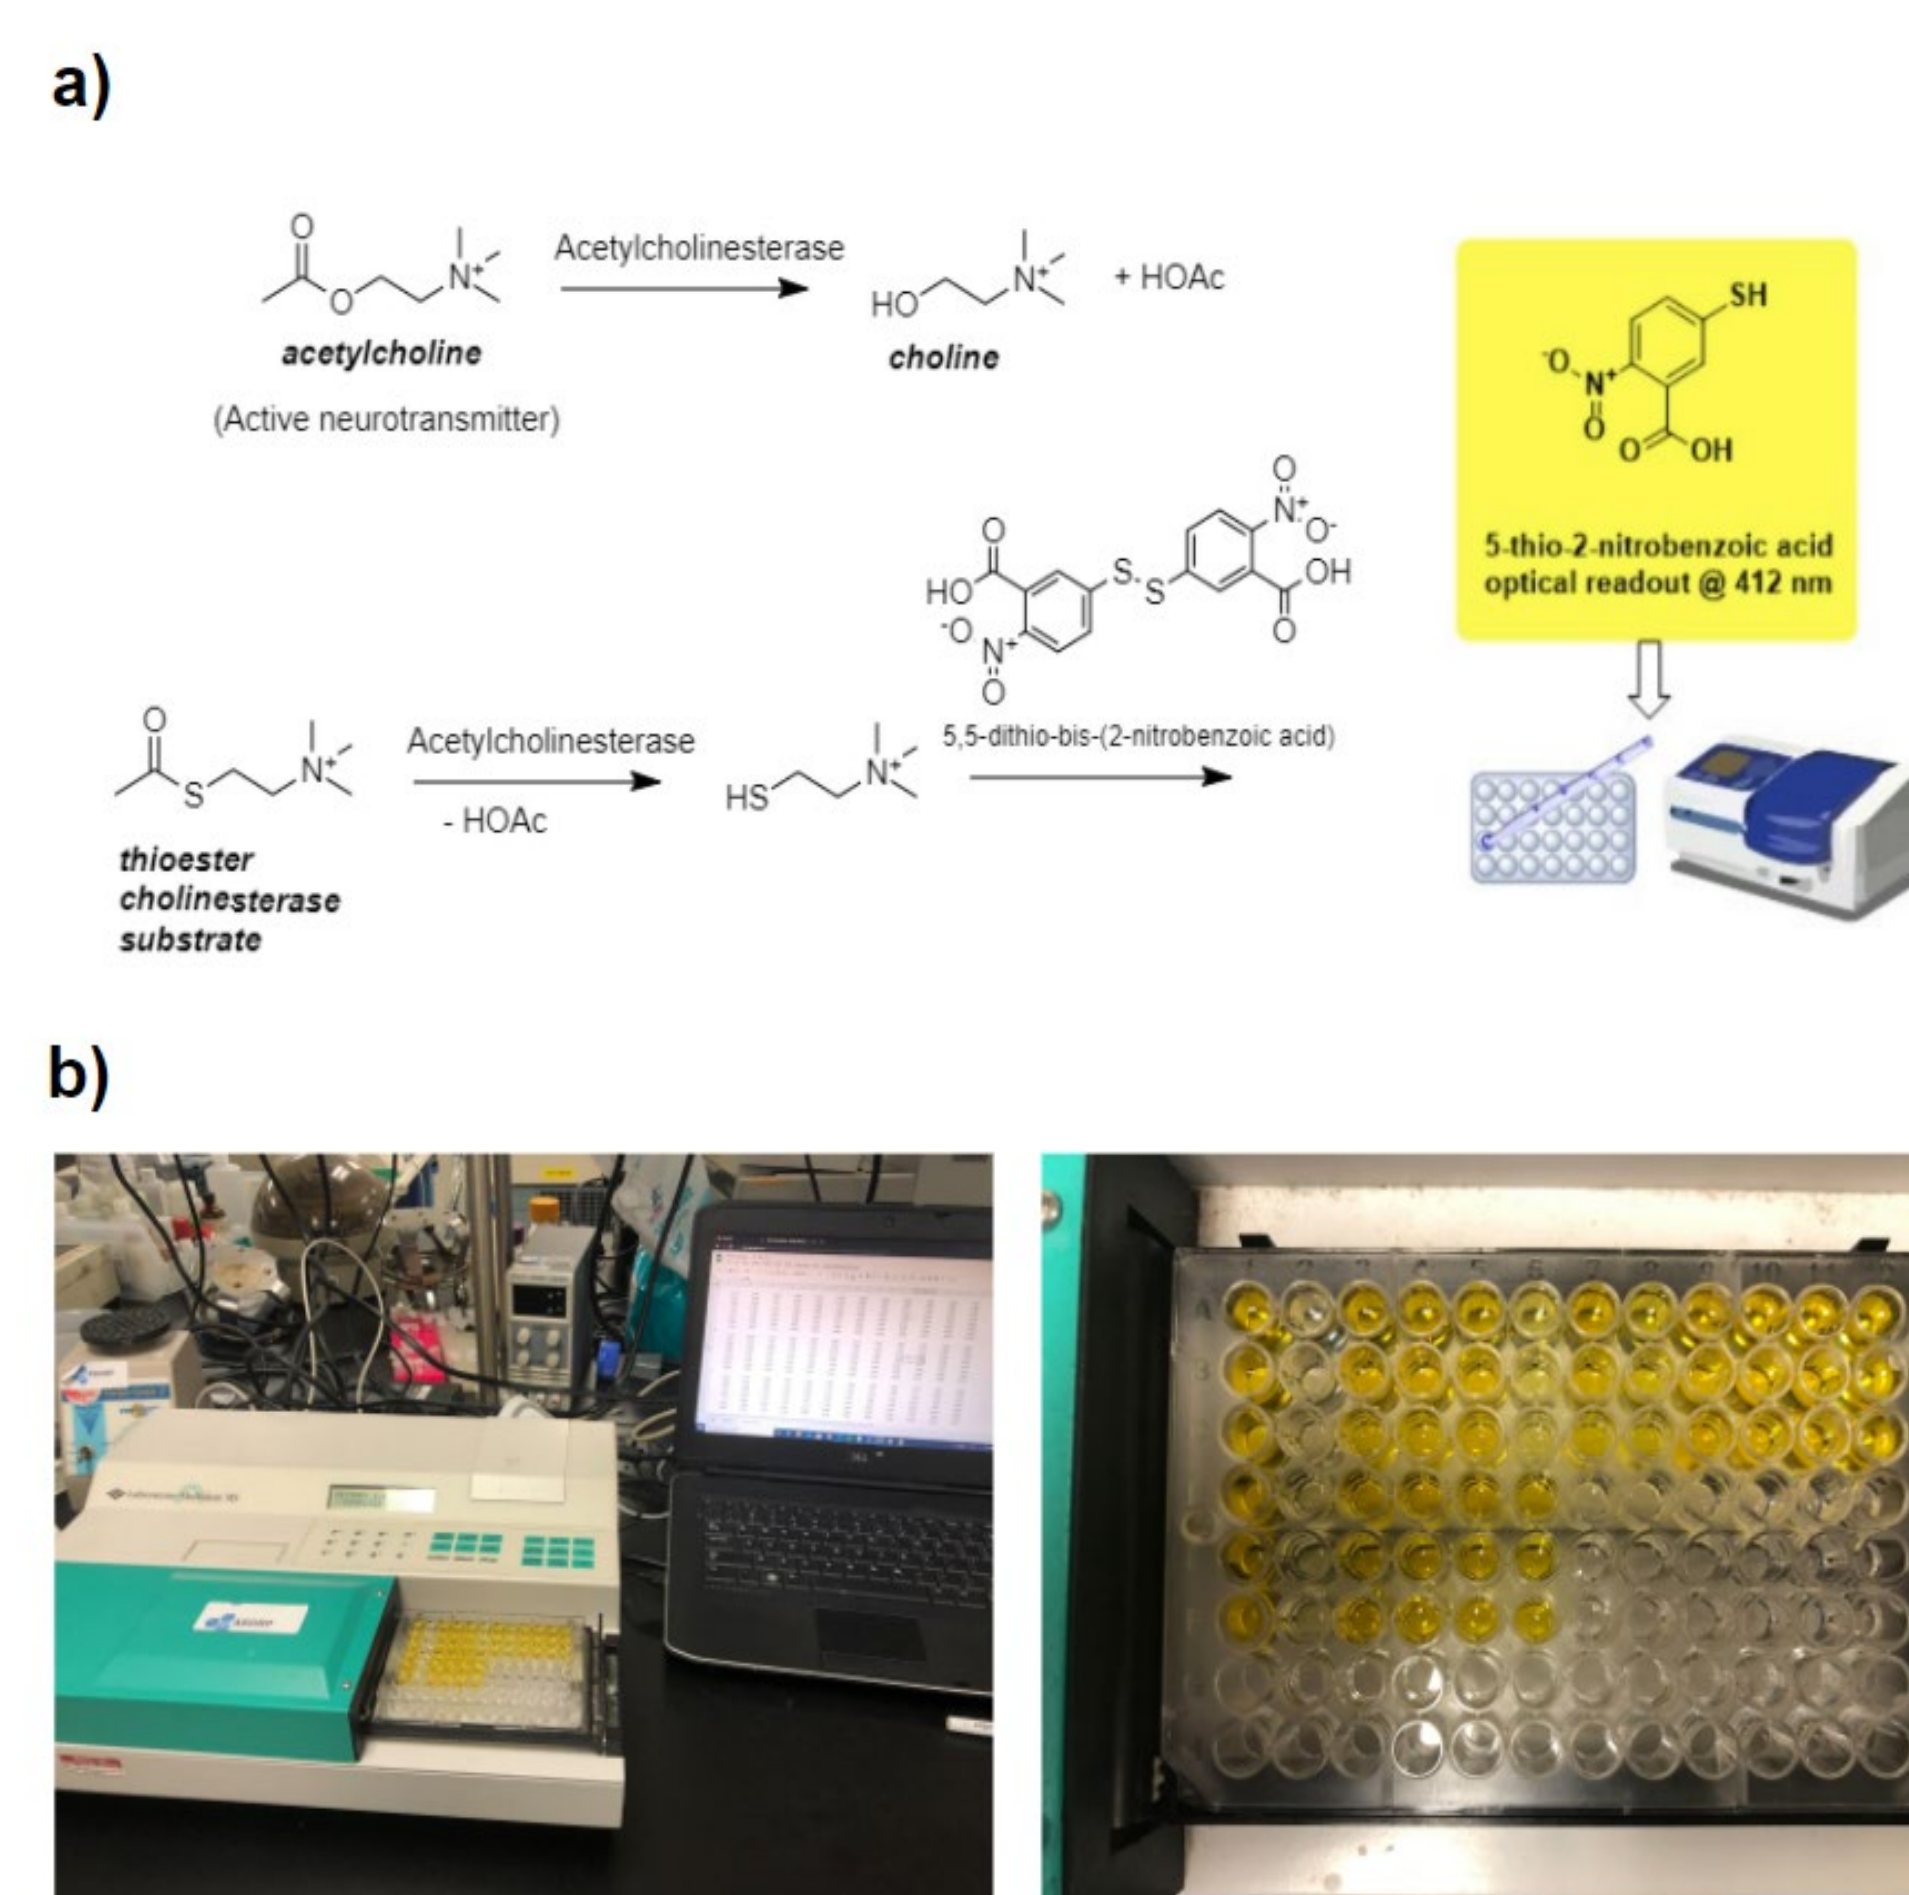 a)
O
O
N+
acetylcholine
(Active neurotransmitter)
Acetylcholinesterase
HO
N+
choline
+ HOAc
SH
-O
N+
O
O
OH
5-thio-2-nitrobenzoic acid
optical readout @ 412 nm
O
HO
-O
N+
O
S
S
O
N+
O-
OH
O
O
S
N+
thioester
cholinesterase
substrate
Acetylcholinesterase
- HOAc
HS
N+
5,5-dithio-bis-(2-nitrobenzoic acid)
b)
A
B